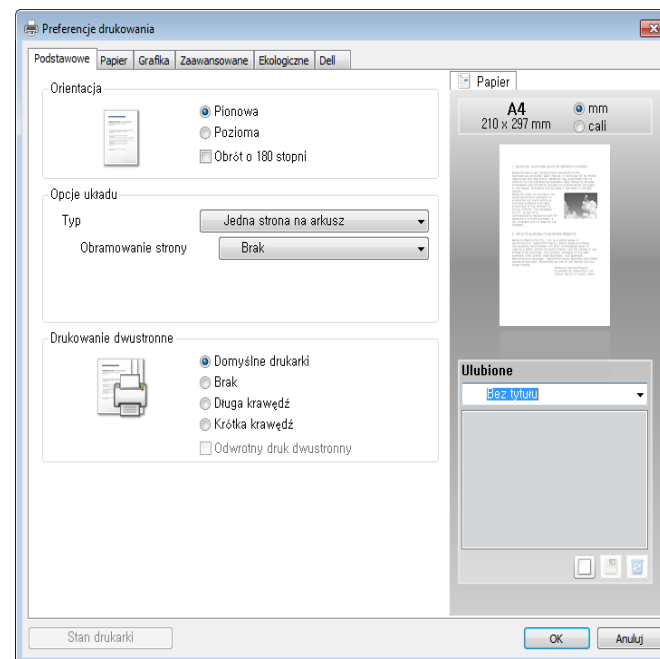 Preferencje drukowania
Podstawowe Papier Grafika Zaawansowane Ekologiczne Dell
Orientacja
Pionowa
Pozioma
Obrót o 180 stopni
Opcje układu
Typ Jedna strona na arkusz
Obramowanie strony Brak
Drukowanie dwustronne
Domyślne drukarki
Brak
Długa krawędź
Krótka krawędź
Odwrotny druk dwustronny
Papier
A4
210 x 297 mm
mm
cali
Ulubione
Bez tytułu
Stan drukarki
OK Anuluj